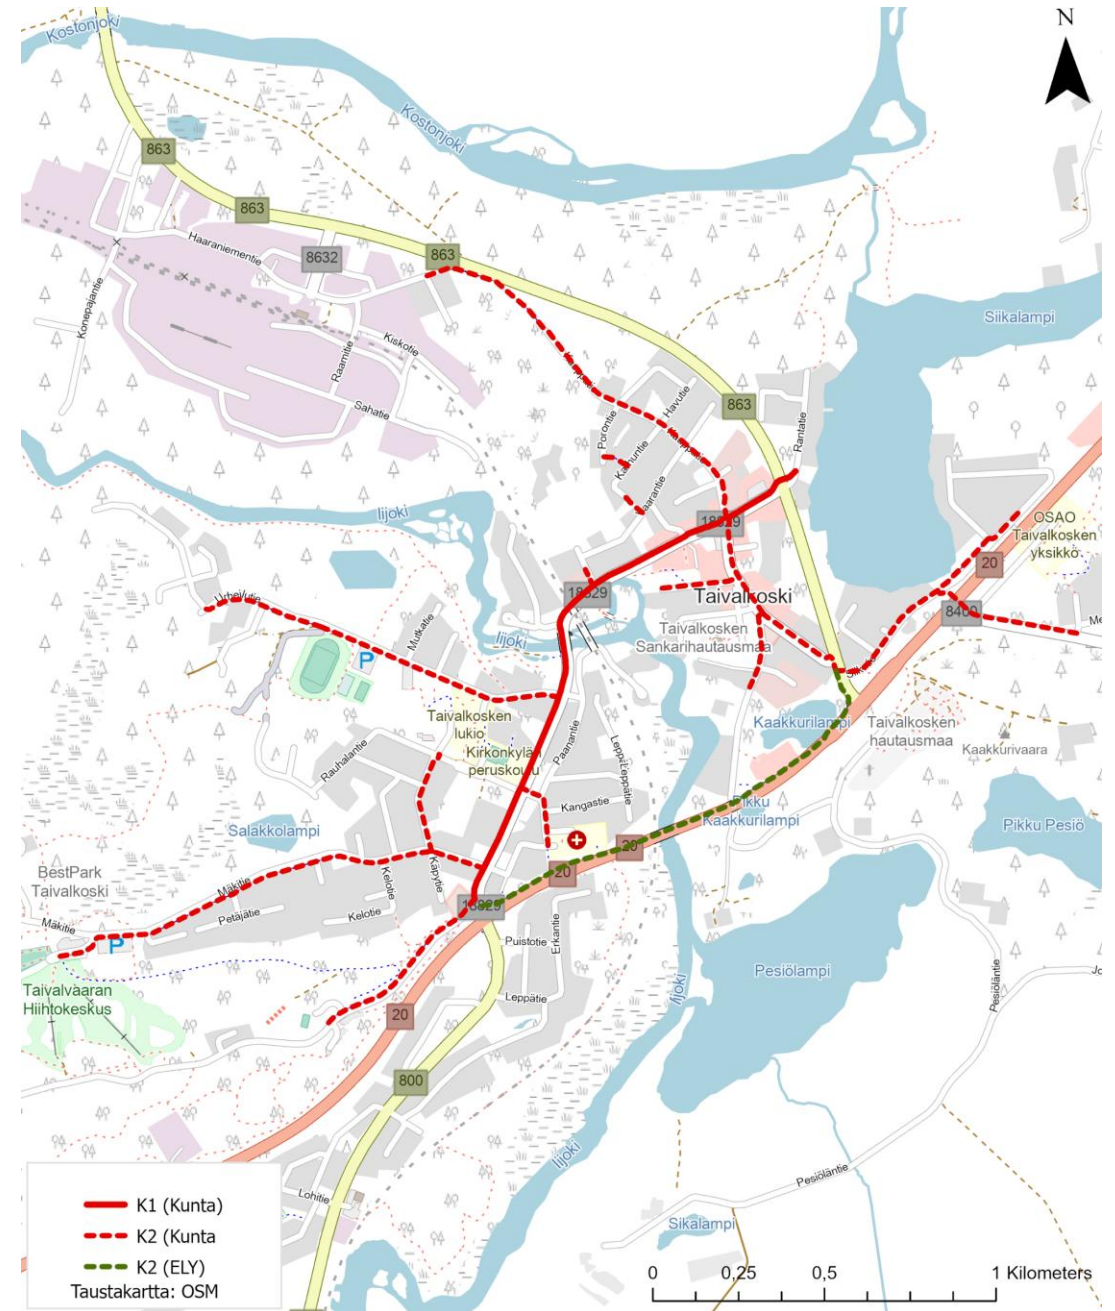 N
Kostonjoki
Kostonjoki
863
863
863
8632
Haaraniementie
Konepajantie
Raamitie
Kiskotie
Sahatie
Siikalampi
863
Rantatie
Havutie
Porontie
Iijoki
18329
OSAO
Taivalkosken
yksikkö
20
8400
Taivalkoski
Taivalkosken
Sankarihautausmaa
Urheilutie
Mutkatie
Iijoki
P
Taivalkosken
lukio
Kirkonkylän
peruskoulu
Paanantie
Leppätie
Rauhalantie
Kangastie
Kaakkurilampi
Taivalkosken
hautausmaa
Kaakkurivaara
Pikku
Kaakkurilampi
Pikku Pesiö
Salakkolampi
20
20
BestPark
Taivalkoski
Mäkitie
Mäkitie
Petäjätie
Kelotie
Kelotie
Käpytie
P
Puistotie
Erkantie
Leppätie
Taivalvaaran
Hiihtokeskus
20
800
Iijoki
Pesiölampi
Pesiöläntie
Iijoki
Pesiöläntie
Sikalampi
Lohitie
K1 (Kunta)
K2 (Kunta
K2 (ELY)
Taustakartta: OSM
0 0,25 0,5 1 Kilometers